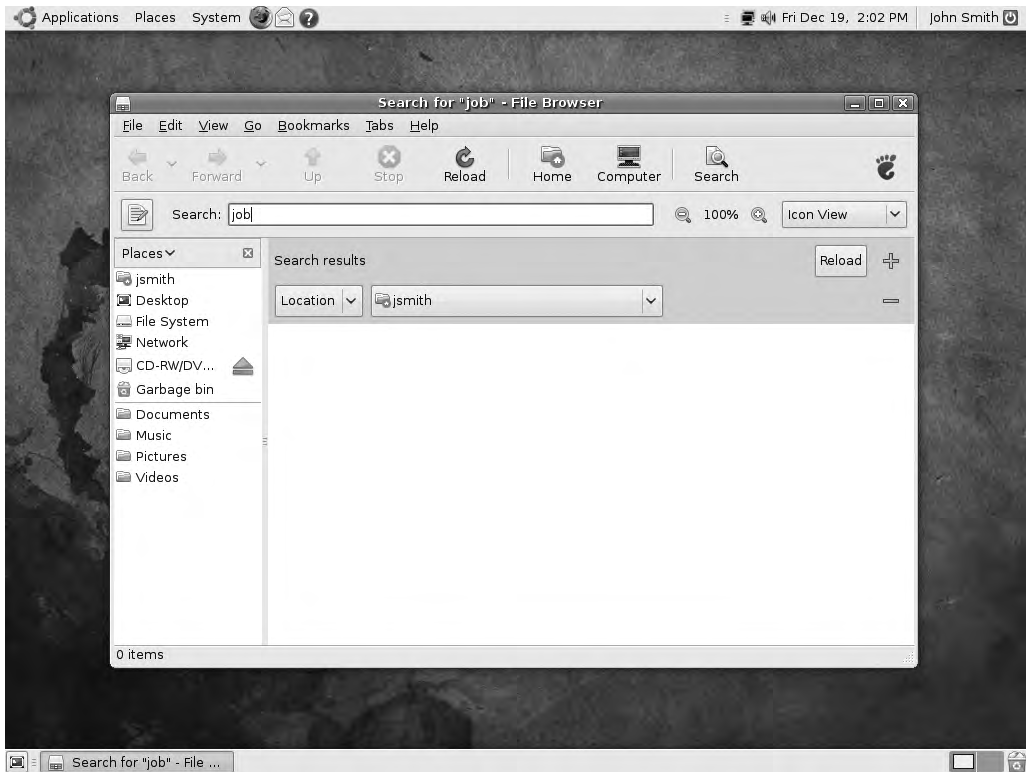 Applications Places System Fri Dec 19, 2:02 PM John Smith
Search for "job" - File Browser
File Edit View Go Bookmarks Tabs Help
Back Forward Up Stop Reload Home Computer Search
Search: job 100% Icon View
Places
Search results Reload
jsmith
Location jsmith
Desktop
File System
Network
CD-RW/DV...
Garbage bin
Documents
Music
Pictures
Videos
0 items
Search for "job" - File ...